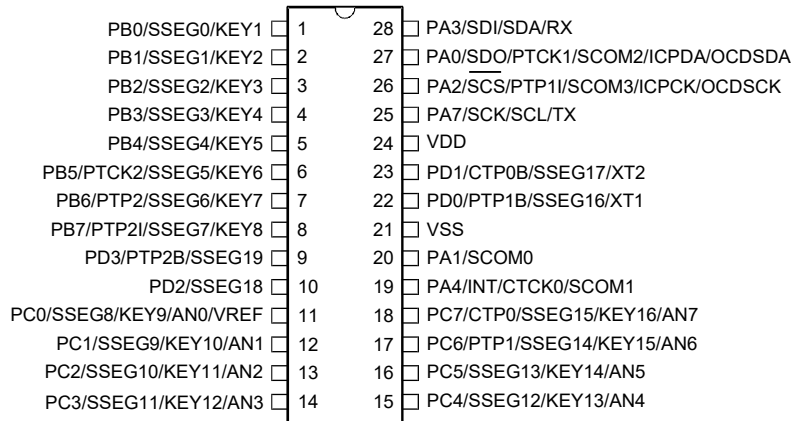 PB0/SSEG0/KEY1 1 28 PA3/SDI/SDA/RX
PB1/SSEG1/KEY2 2 27 PA0/SDO/PTCK1/SCOM2/ICPDA/OCDSDA
PB2/SSEG2/KEY3 3 26 PA2/SCS/PTP1I/SCOM3/ICPCK/OCDSCK
PB3/SSEG3/KEY4 4 25 PA7/SCK/SCL/TX
PB4/SSEG4/KEY5 5 24 VDD
PB5/PTCK2/SSEG5/KEY6 6 23 PD1/CTP0B/SSEG17/XT2
PB6/PTP2/SSEG6/KEY7 7 22 PD0/PTP1B/SSEG16/XT1
PB7/PTP2I/SSEG7/KEY8 8 21 VSS
PD3/PTP2B/SSEG19 9 20 PA1/SCOM0
PD2/SSEG18 10 19 PA4/INT/CTCK0/SCOM1
PC0/SSEG8/KEY9/AN0/VREF 11 18 PC7/CTP0/SSEG15/KEY16/AN7
PC1/SSEG9/KEY10/AN1 12 17 PC6/PTP1/SSEG14/KEY15/AN6
PC2/SSEG10/KEY11/AN2 13 16 PC5/SSEG13/KEY14/AN5
PC3/SSEG11/KEY12/AN3 14 15 PC4/SSEG12/KEY13/AN4